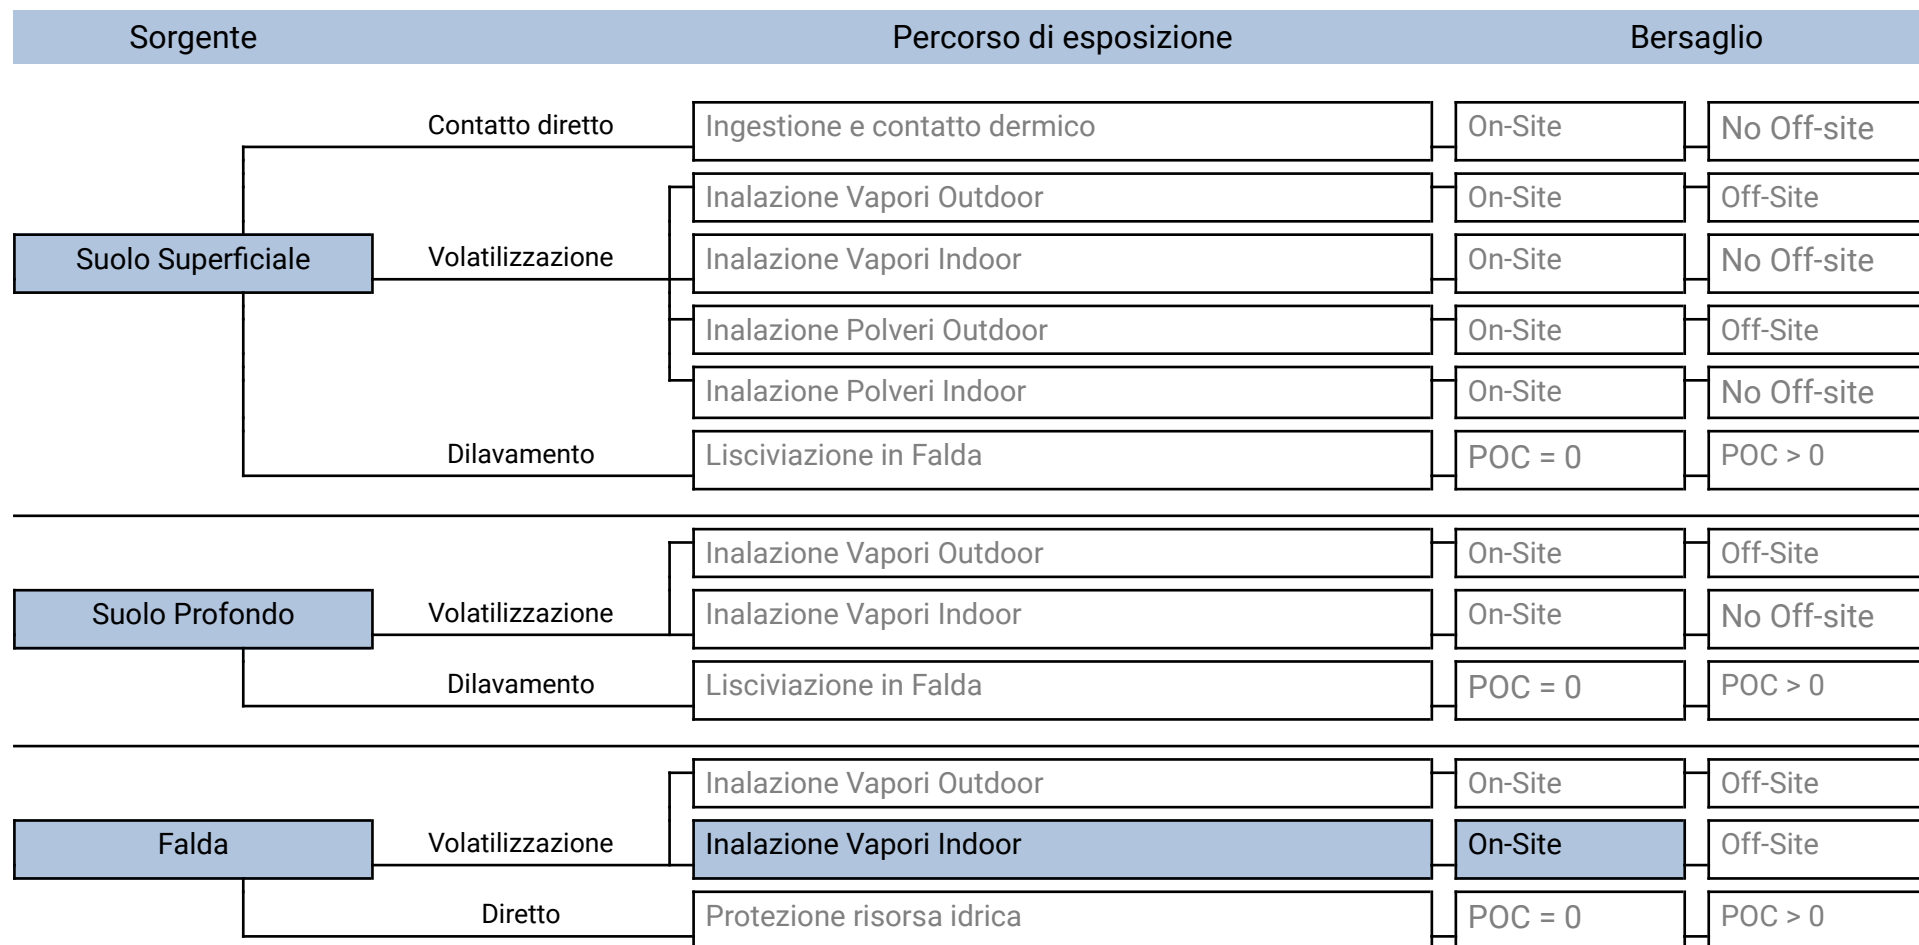 Sorgente Percorso di esposizione Bersaglio
Contatto diretto Ingestione e contatto dermico On-Site No Off-site
Inalazione Vapori Outdoor On-Site Off-Site
Suolo Superficiale Volatilizzazione Inalazione Vapori Indoor On-Site No Off-site
Inalazione Polveri Outdoor On-Site Off-Site
Inalazione Polveri Indoor On-Site No Off-site
Dilavamento Lisciviazione in Falda POC = 0 POC > 0
Inalazione Vapori Outdoor On-Site Off-Site
Suolo Profondo Volatilizzazione Inalazione Vapori Indoor On-Site No Off-site
Dilavamento Lisciviazione in Falda POC = 0 POC > 0
Inalazione Vapori Outdoor On-Site Off-Site
Falda Volatilizzazione Inalazione Vapori Indoor On-Site Off-Site
Diretto Protezione risorsa idrica POC = 0 POC > 0